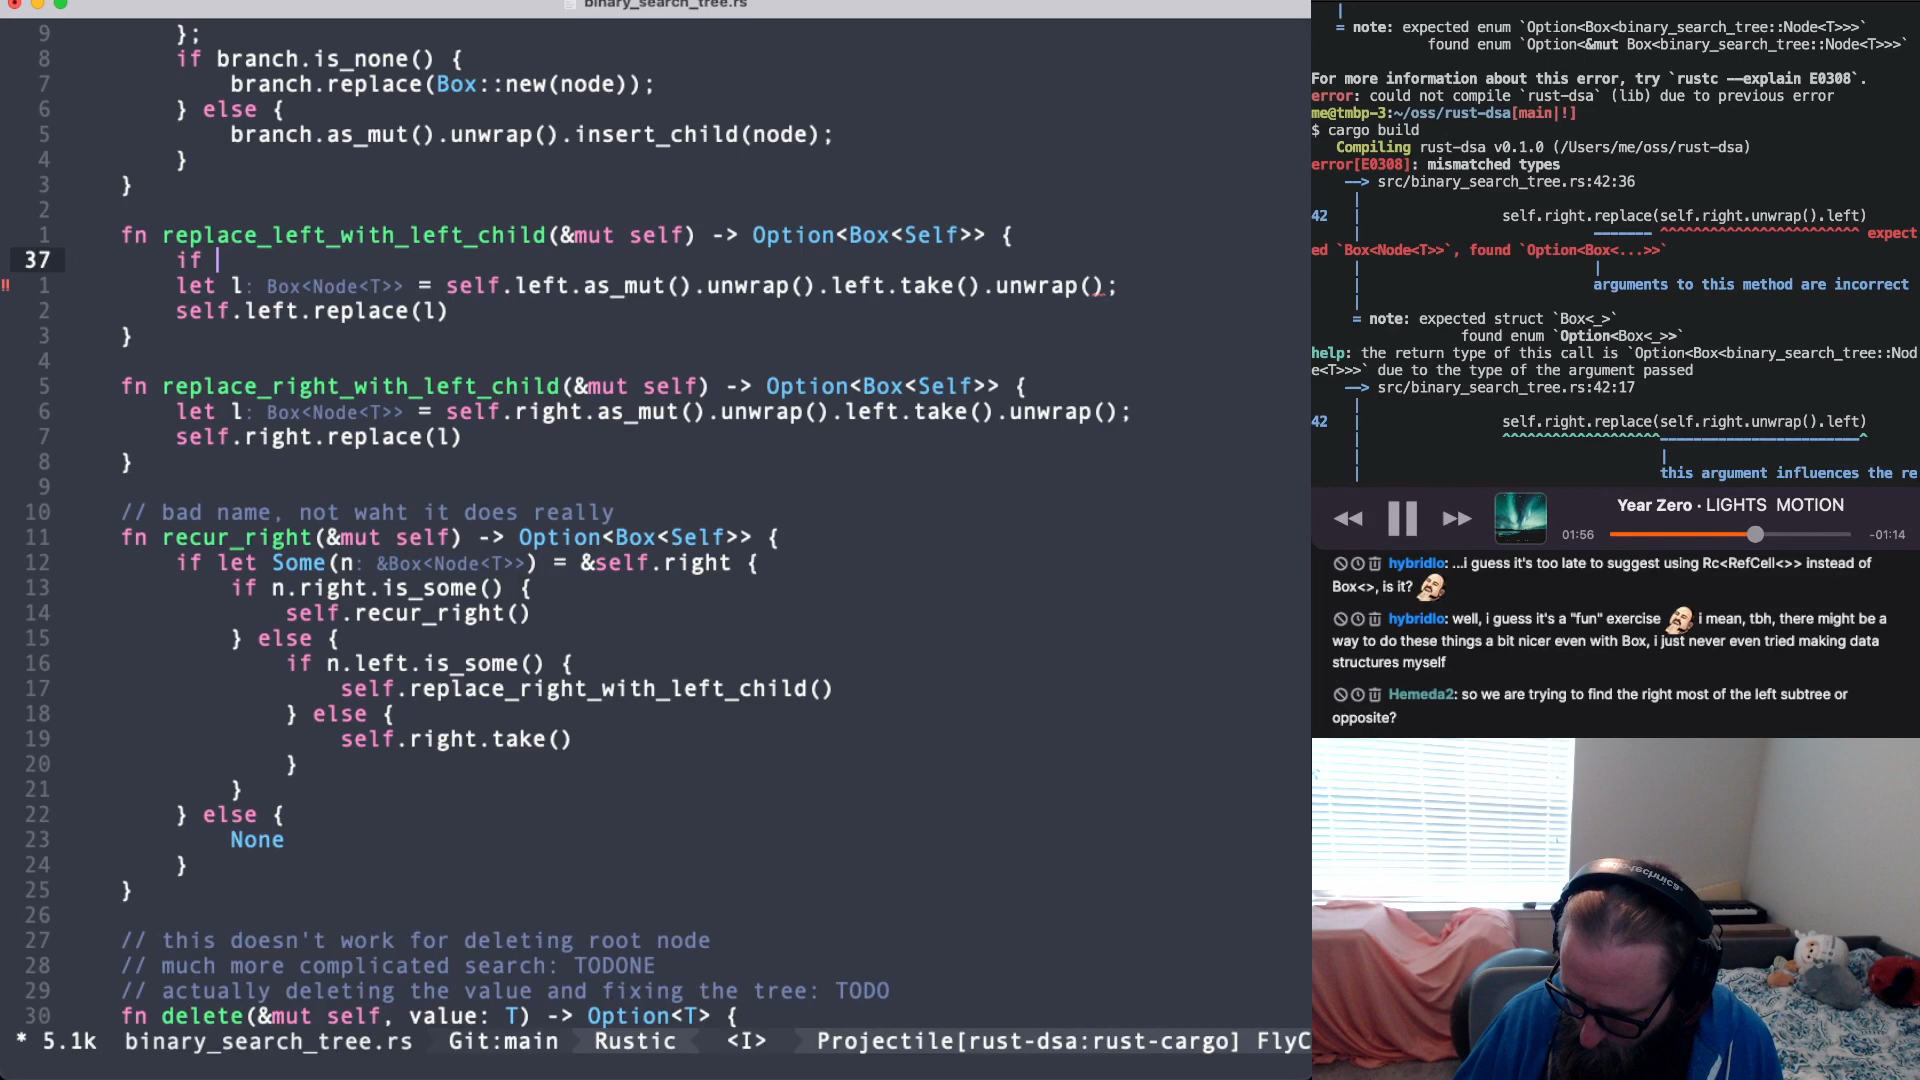 binary_search_tree.rs
9 };
8 if branch.is_none() {
7 branch.replace(Box::new(node));
6 } else {
5 branch.as_mut().unwrap().insert_child(node);
4 }
3 }
2
1 fn replace_left_with_left_child(&mut self) -> Option<Box<Self>> {
37 if
!! 1 let l: Box<Node<T>> = self.left.as_mut().unwrap().left.take().unwrap();
2 self.left.replace(l)
3 }
4
5 fn replace_right_with_left_child(&mut self) -> Option<Box<Self>> {
6 let l: Box<Node<T>> = self.right.as_mut().unwrap().left.take().unwrap();
7 self.right.replace(l)
8 }
9
10 // bad name, not waht it does really
11 fn recur_right(&mut self) -> Option<Box<Self>> {
12 if let Some(n: &Box<Node<T>>) = &self.right {
13 if n.right.is_some() {
14 self.recur_right()
15 } else {
16 if n.left.is_some() {
17 self.replace_right_with_left_child()
18 } else {
19 self.right.take()
20 }
21 }
22 } else {
23 None
24 }
25 }
26
27 // this doesn't work for deleting root node
28 // much more complicated search: TODONE
29 // actually deleting the value and fixing the tree: TODO
30 fn delete(&mut self, value: T) -> Option<T> {
* 5.1k binary_search_tree.rs Git:main Rustic <I> Projectile[rust-dsa:rust-cargo] FlyC
|
= note: expected enum `Option<Box<binary_search_tree::Node<T>>>`
found enum `Option<&mut Box<binary_search_tree::Node<T>>>`
For more information about this error, try `rustc --explain E0308`.
error: could not compile `rust-dsa` (lib) due to previous error
me@tmbp-3:~/oss/rust-dsa[main|!]
$ cargo build
Compiling rust-dsa v0.1.0 (/Users/me/oss/rust-dsa)
error[E0308]: mismatched types
--> src/binary_search_tree.rs:42:36
|
42 | self.right.replace(self.right.unwrap().left)
| ------- ^^^^^^^^^^^^^^^^^^^^^^^^ expect
ed `Box<Node<T>>`, found `Option<Box<...>>`
| |
| arguments to this method are incorrect
|
= note: expected struct `Box<_>`
found enum `Option<Box<_>>`
help: the return type of this call is `Option<Box<binary_search_tree::Nod
e<T>>>` due to the type of the argument passed
--> src/binary_search_tree.rs:42:17
|
42 | self.right.replace(self.right.unwrap().left)
| ^^^^^^^^^^^^^^^^^^^------------------------^
| |
| this argument influences the re
Year Zero · LIGHTS MOTION
01:56 -01:14
hybridlo: ...i guess it's too late to suggest using Rc<RefCell<>> instead of
Box<>, is it?
hybridlo: well, i guess it's a "fun" exercise i mean, tbh, there might be a
way to do these things a bit nicer even with Box, i just never even tried making data
structures myself
Hemeda2: so we are trying to find the right most of the left subtree or
opposite?
audio-technica